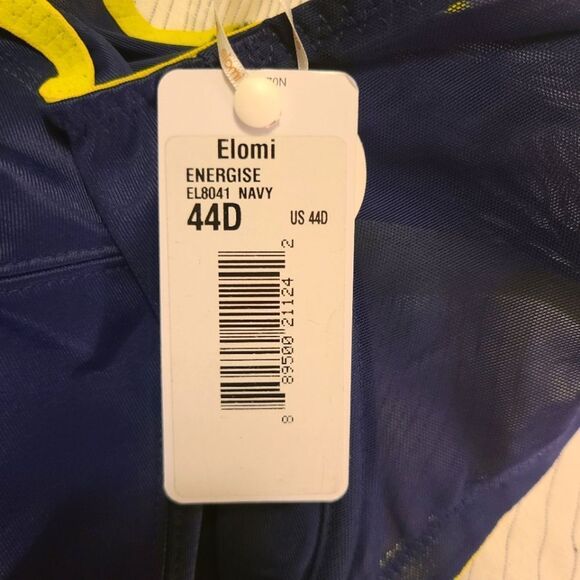 Elomi
ENERGISE
EL8041 NAVY
44D US 44D
8 89500 21124 2